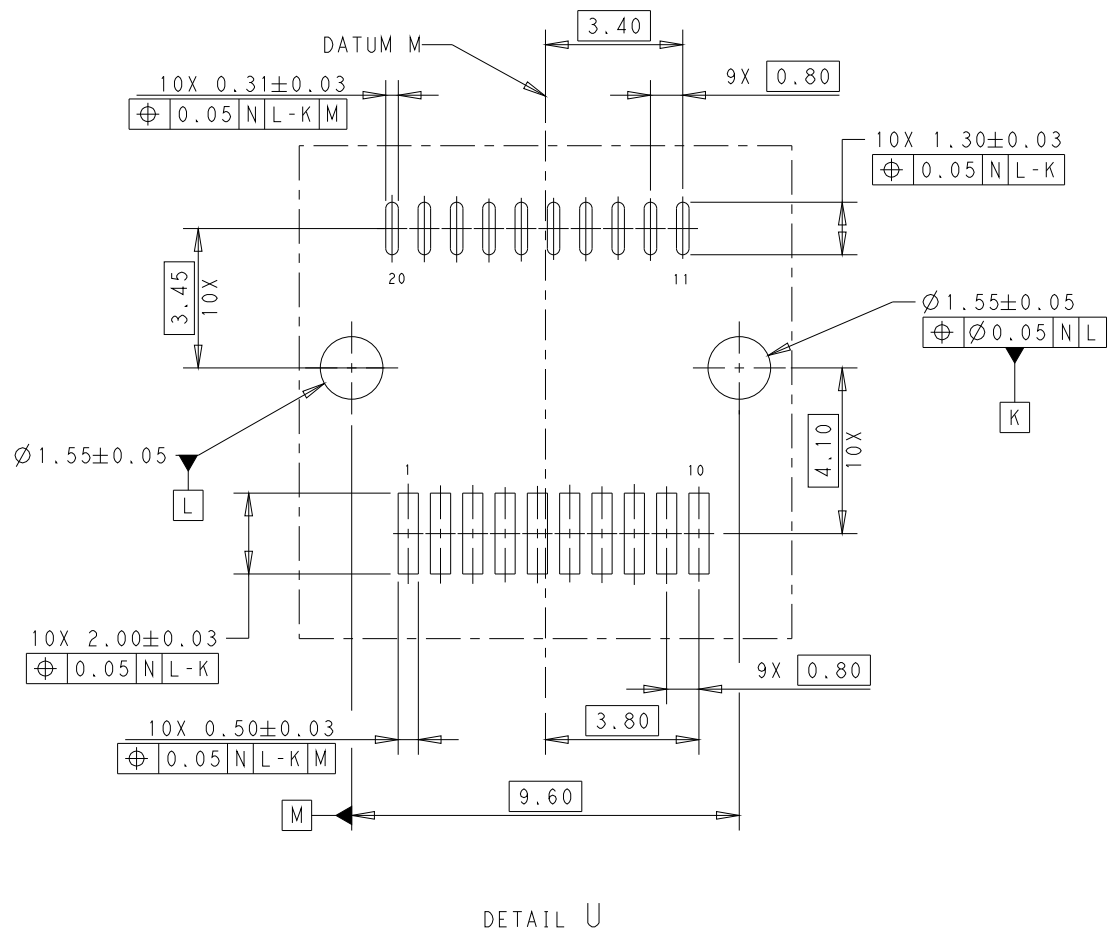 3.40
DATUM M
9X 0.80
10X 0.31±0.03
⌖ 0.05 N L-K M
10X 1.30±0.03
⌖ 0.05 N L-K
20
11
3.45
10X
Ø1.55±0.05
⌖ Ø0.05 N L
K
4.10
10X
Ø1.55±0.05
L
1
10
10X 2.00±0.03
⌖ 0.05 N L-K
9X 0.80
10X 0.50±0.03
⌖ 0.05 N L-K M
3.80
9.60
M
DETAIL U